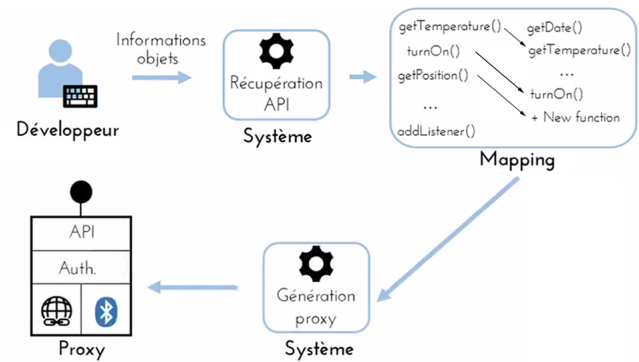 Informations
objets
Développeur
Récupération
API
Système
getTemperature()
turnOn()
getPosition()
...
addListener()
getDate()
getTemperature()
...
turnOn()
+ New function
Mapping
Génération
proxy
Système
API
Auth.
Proxy